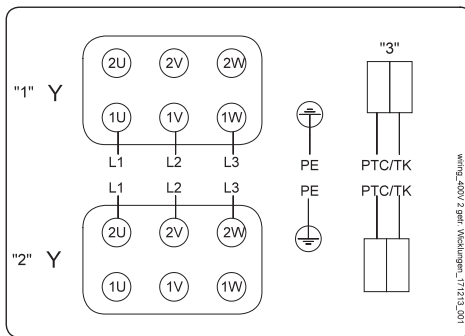 "3"
2U 2V 2W
"1" Y
1U 1V 1W
L1 L2 L3 PE PTC/TK
L1 L2 L3 PE PTC/TK
2U 2V 2W
"2" Y
1U 1V 1W
wiring_400V 2 getr. Wicklungen_171213_001